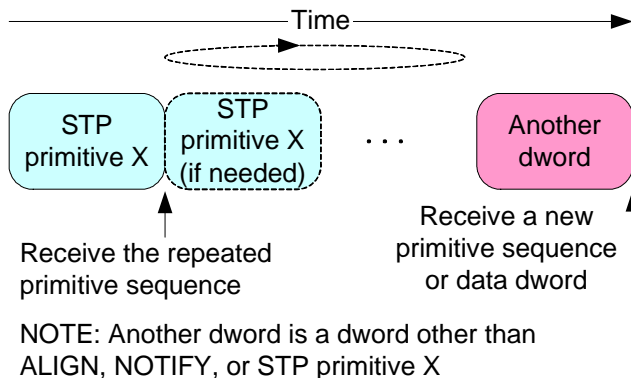 Time
STP
primitive X
STP
primitive X
(if needed)
. . .
Another
dword
Receive the repeated
primitive sequence
Receive a new
primitive sequence
or data dword
NOTE: Another dword is a dword other than
ALIGN, NOTIFY, or STP primitive X